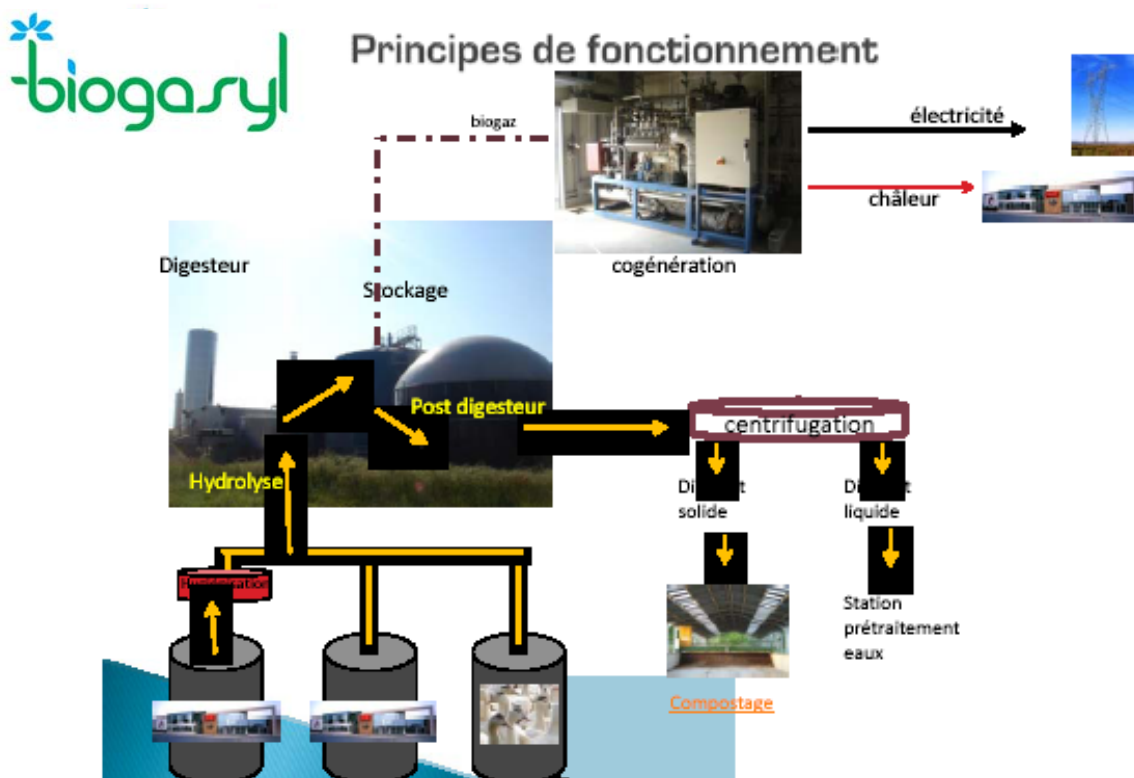 biogasyl
Principes de fonctionnement
biogaz
électricité
châleur
cogénération
Digesteur
Stockage
Post digesteur
centrifugation
Hydrolyse
solide
liquide
Station
prétraitement
eaux
Compostage